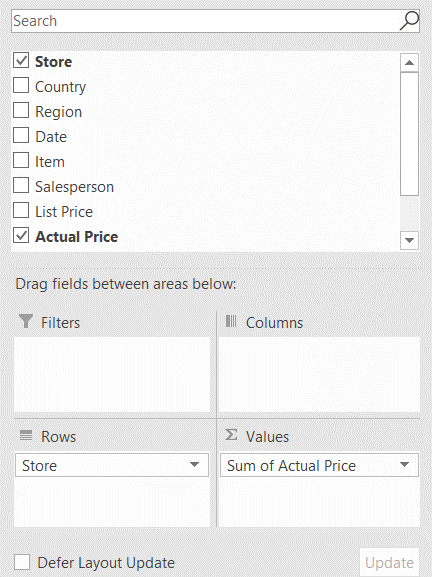 Search
Store
Country
Region
Date
Item
Salesperson
List Price
Actual Price
Drag fields between areas below:
Filters
Columns
Rows
Values
Store
Sum of Actual Price
Defer Layout Update
Update